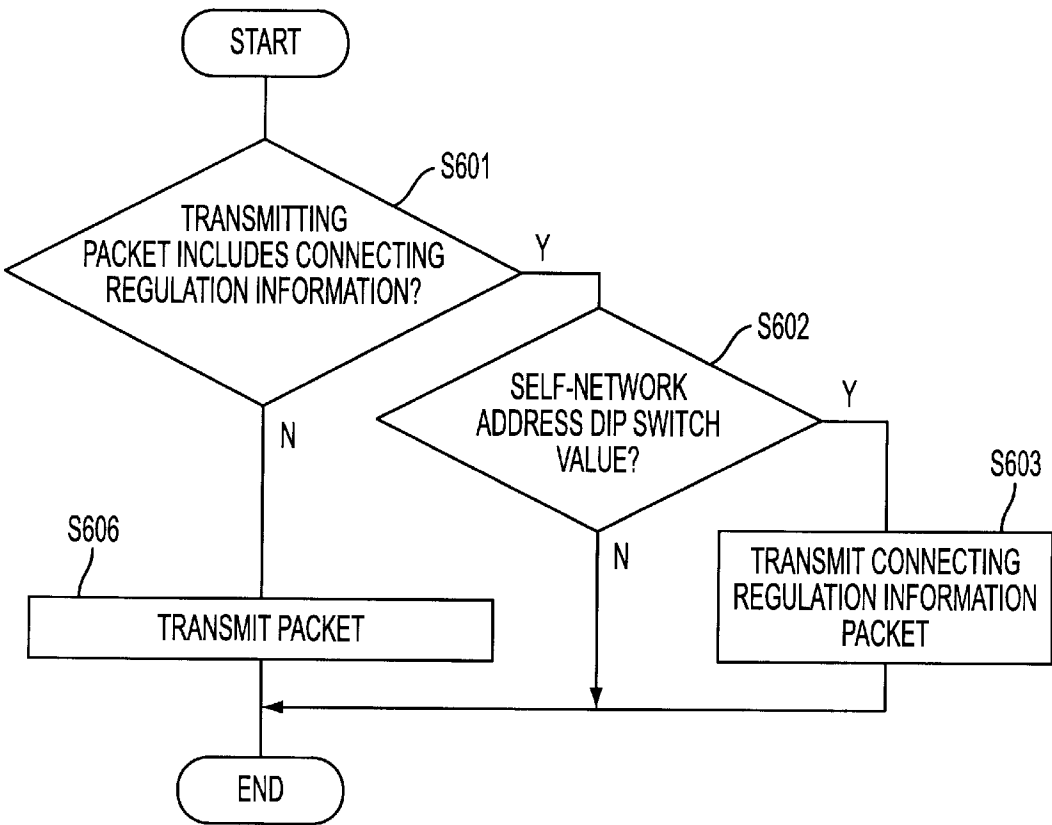 START
S601
TRANSMITTING
PACKET INCLUDES CONNECTING
REGULATION INFORMATION?
Y
S602
SELF-NETWORK
ADDRESS DIP SWITCH
VALUE?
Y
N
S603
TRANSMIT CONNECTING
REGULATION INFORMATION
PACKET
N
S606
TRANSMIT PACKET
END